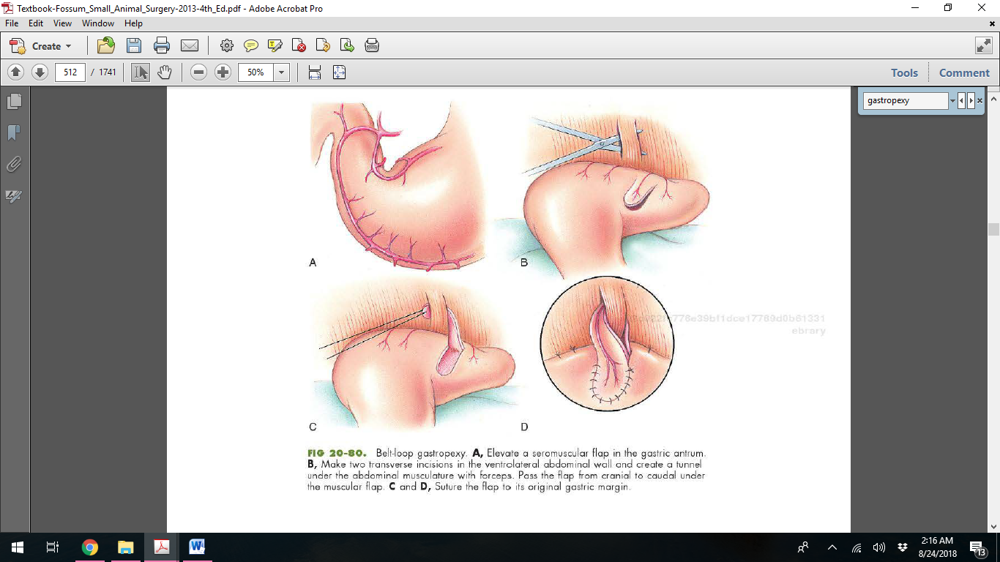 Textbook-Fossum_Small_Animal_Surgery-2013-4th_Ed.pdf - Adobe Acrobat Pro
File Edit View Window Help
Create
512 / 1741 50% Tools Comment
gastropexy
A
B
C
D
ebrary
FIG 20-80. Belt-loop gastropexy. A, Elevate a seromuscular flap in the gastric antrum.
B, Make two transverse incisions in the ventrolateral abdominal wall and create a tunnel
under the abdominal musculature with forceps. Pass the flap from cranial to caudal under
the muscular flap. C and D, Suture the flap to its original gastric margin.
2:16 AM
8/24/2018
13